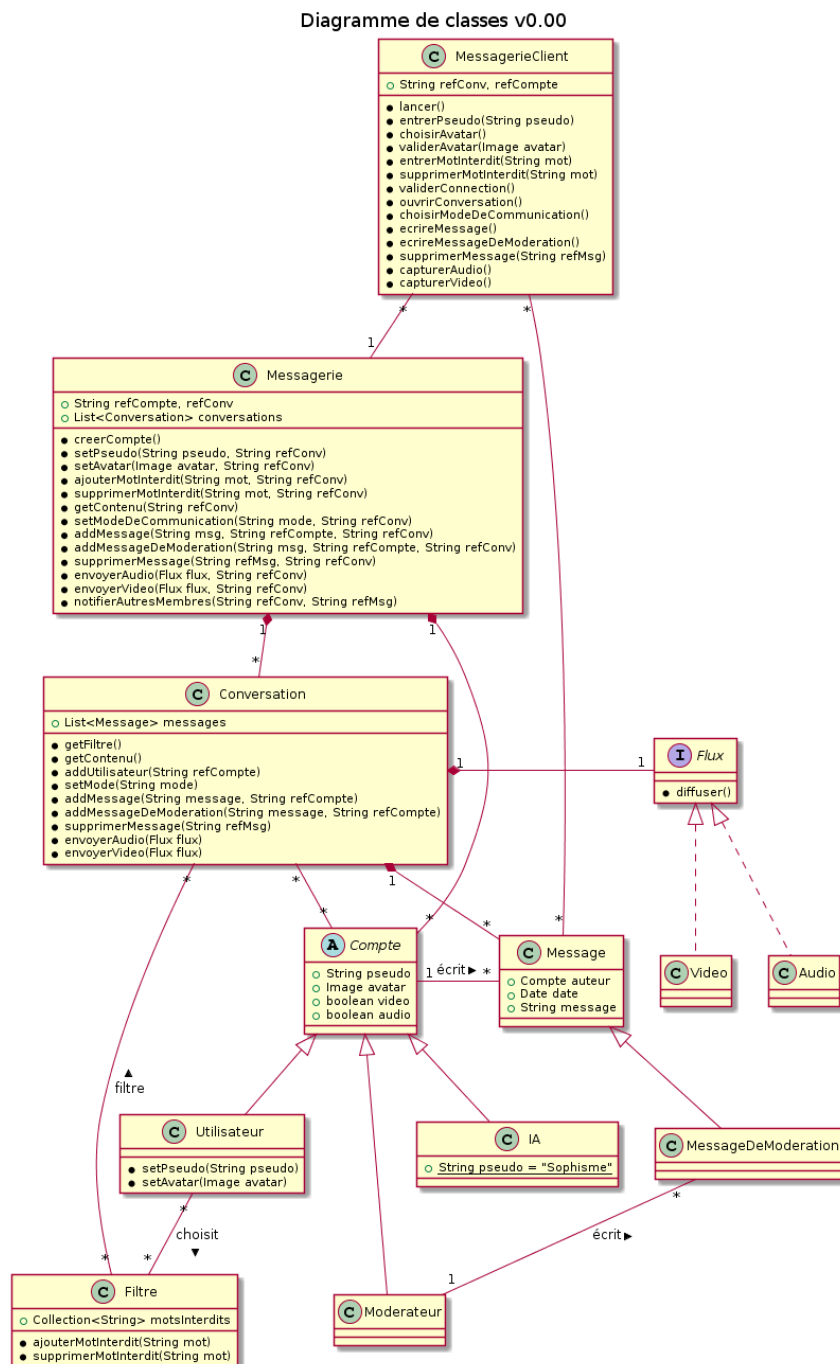 Diagramme de classes v0.00
C MessagerieClient
String refConv, refCompte
lancer()
entrerPseudo(String pseudo)
choisirAvatar()
validerAvatar(Image avatar)
entrerMotInterdit(String mot)
supprimerMotInterdit(String mot)
validerConnection()
ouvrirConversation()
choisirModeDeCommunication()
ecrireMessage()
ecrireMessageDeModeration()
supprimerMessage(String refMsg)
capturerAudio()
capturerVideo()
* *
1
C Messagerie
String refCompte, refConv
List<Conversation> conversations
creerCompte()
setPseudo(String pseudo, String refConv)
setAvatar(Image avatar, String refConv)
ajouterMotInterdit(String mot, String refConv)
supprimerMotInterdit(String mot, String refConv)
getContenu(String refConv)
setModeDeCommunication(String mode, String refConv)
addMessage(String msg, String refCompte, String refConv)
addMessageDeModeration(String msg, String refCompte, String refConv)
supprimerMessage(String refMsg, String refConv)
envoyerAudio(Flux flux, String refConv)
envoyerVideo(Flux flux, String refConv)
notifierAutresMembres(String refConv, String refMsg)
1 1
*
C Conversation
List<Message> messages
getFiltre()
getContenu()
addUtilisateur(String refCompte)
setMode(String mode)
addMessage(String message, String refCompte)
addMessageDeModeration(String message, String refCompte)
supprimerMessage(String refMsg)
envoyerAudio(Flux flux)
envoyerVideo(Flux flux)
1 1
I Flux
diffuser()
* * 1
* * * *
A Compte
String pseudo
Image avatar
boolean video
boolean audio
1 écrit *
C Message
Compte auteur
Date date
String message
C Video
C Audio
filtre
C Utilisateur
setPseudo(String pseudo)
setAvatar(Image avatar)
C IA
String pseudo = "Sophisme"
C MessageDeModeration
* *
choisit
écrit
* * 1
C Filtre
Collection<String> motsInterdits
ajouterMotInterdit(String mot)
supprimerMotInterdit(String mot)
C Moderateur